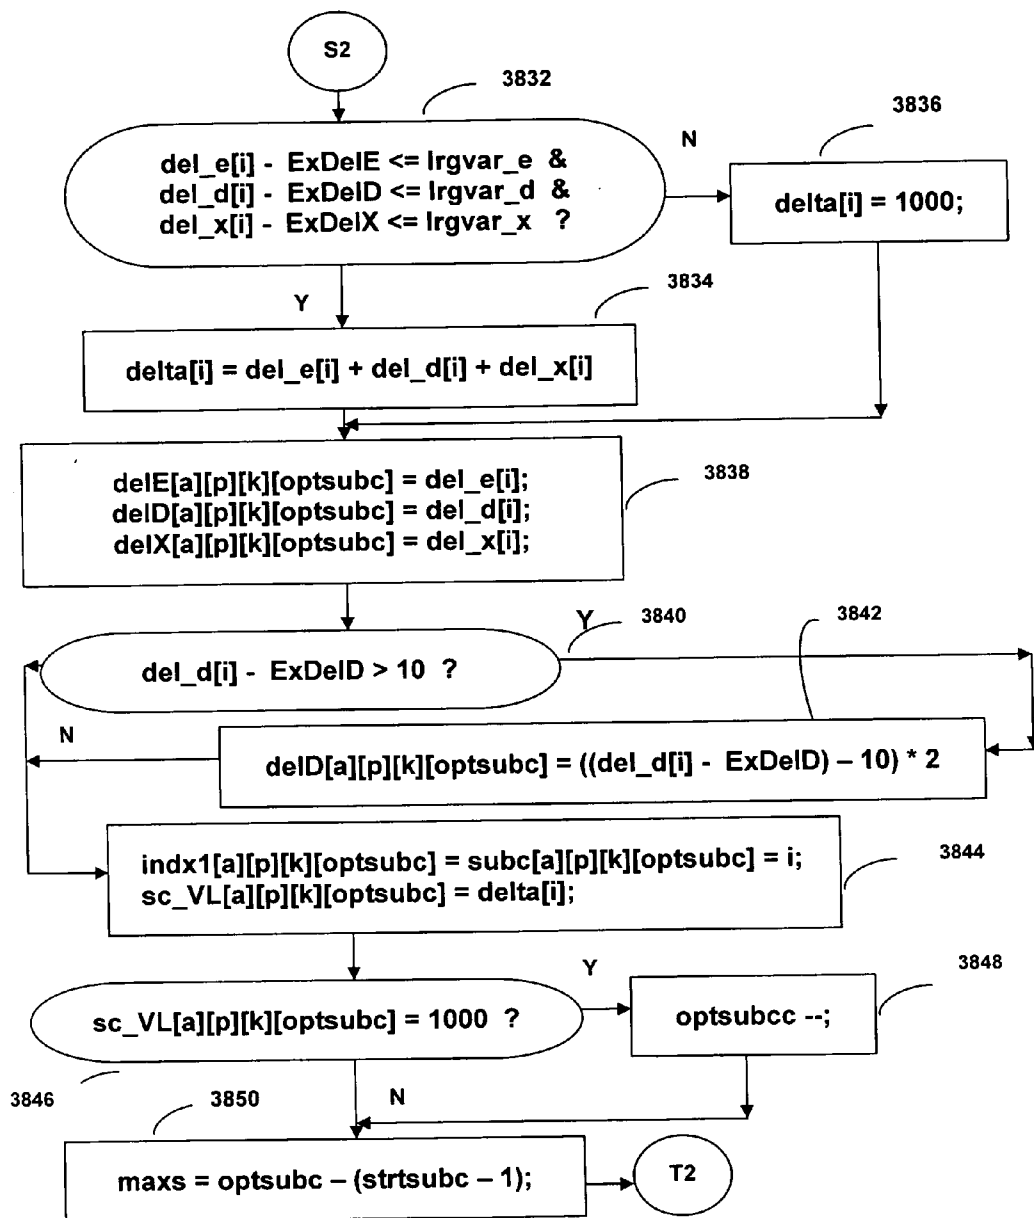 S2
3832
del_e[i] - ExDelE <= lrgvar_e &
del_d[i] - ExDelD <= lrgvar_d &
del_x[i] - ExDelX <= lrgvar_x ?
N
3836
delta[i] = 1000;
Y
3834
delta[i] = del_e[i] + del_d[i] + del_x[i]
delE[a][p][k][optsubc] = del_e[i];
delD[a][p][k][optsubc] = del_d[i];
delX[a][p][k][optsubc] = del_x[i];
3838
Y
3840
3842
del_d[i] - ExDelD > 10 ?
N
delD[a][p][k][optsubc] = ((del_d[i] - ExDelD) – 10) * 2
indx1[a][p][k][optsubc] = subc[a][p][k][optsubc] = i;
sc_VL[a][p][k][optsubc] = delta[i];
3844
Y
3848
sc_VL[a][p][k][optsubc] = 1000 ?
optsubcc --;
3846
3850
N
maxs = optsubc – (strtsubc – 1);
T2